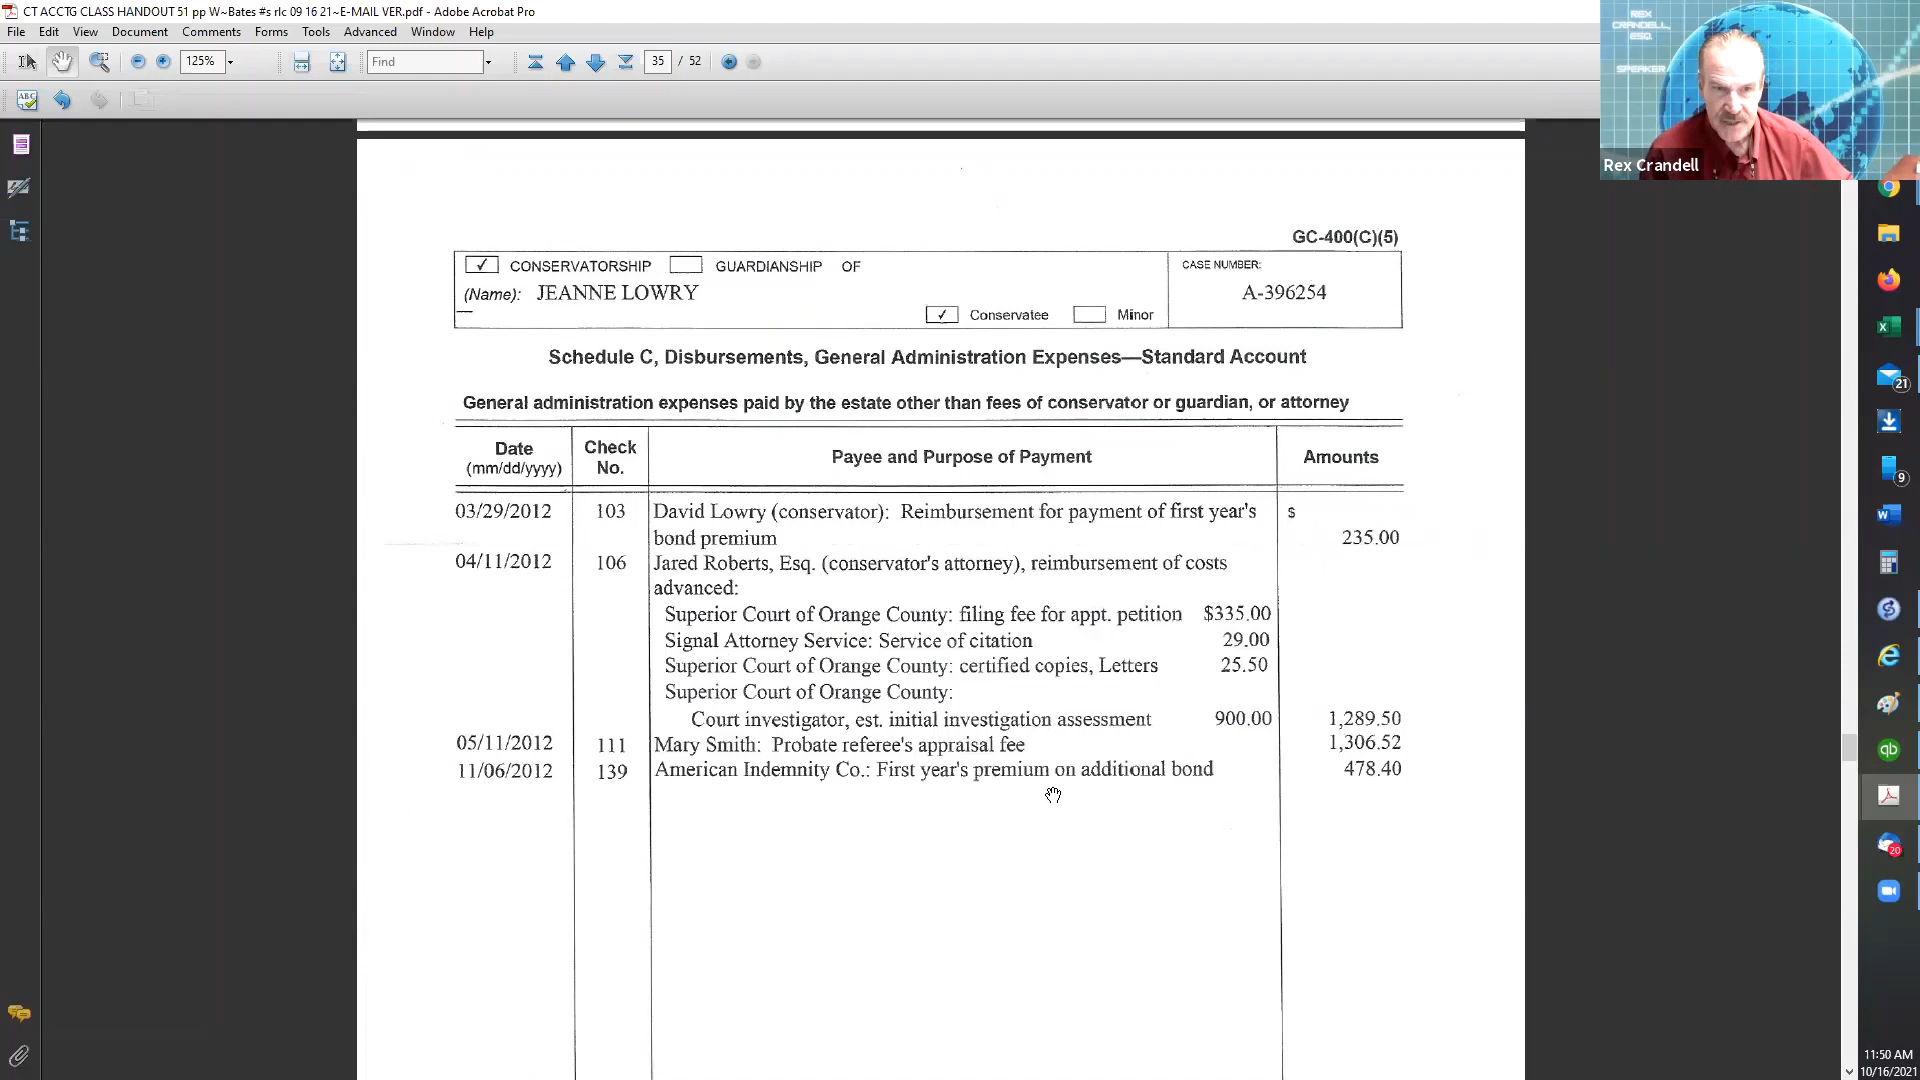 CT ACCTG CLASS HANDOUT 51 pp W~Bates #s rlc 09 16 21~E-MAIL VER.pdf - Adobe Acrobat Pro
File Edit View Document Comments Forms Tools Advanced Window Help
125% Find 35 / 52
REX
CRANDELL,
ESQ.
SPEAKER
Rex Crandell
GC-400(C)(5)
✓ CONSERVATORSHIP GUARDIANSHIP OF
CASE NUMBER:
(Name): JEANNE LOWRY
A-396254
✓ Conservatee Minor
Schedule C, Disbursements, General Administration Expenses—Standard Account
General administration expenses paid by the estate other than fees of conservator or guardian, or attorney
Date (mm/dd/yyyy) Check No. Payee and Purpose of Payment Amounts
03/29/2012 103 David Lowry (conservator): Reimbursement for payment of first year's $
bond premium 235.00
04/11/2012 106 Jared Roberts, Esq. (conservator's attorney), reimbursement of costs
advanced:
Superior Court of Orange County: filing fee for appt. petition $335.00
Signal Attorney Service: Service of citation 29.00
Superior Court of Orange County: certified copies, Letters 25.50
Superior Court of Orange County:
Court investigator, est. initial investigation assessment 900.00 1,289.50
05/11/2012 111 Mary Smith: Probate referee's appraisal fee 1,306.52
11/06/2012 139 American Indemnity Co.: First year's premium on additional bond 478.40
21
9
20
11:50 AM
10/16/2021